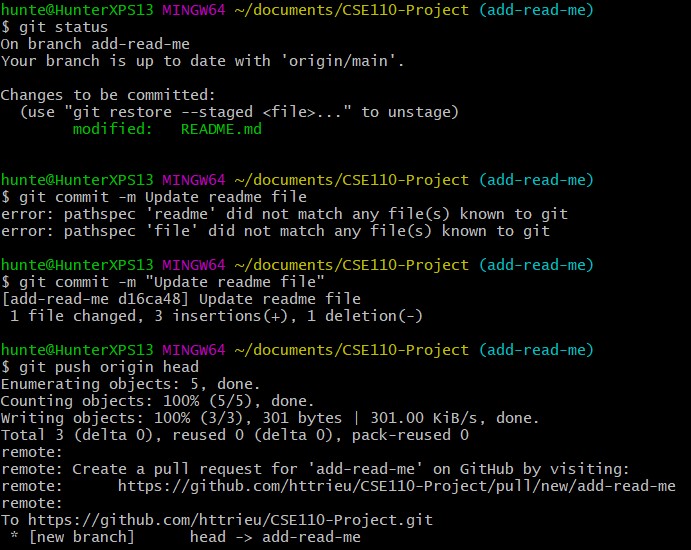 hunte@HunterXPS13 MINGW64 ~/documents/CSE110-Project (add-read-me)
$ git status
On branch add-read-me
Your branch is up to date with 'origin/main'.
Changes to be committed:
  (use "git restore --staged <file>..." to unstage)
        modified:   README.md
hunte@HunterXPS13 MINGW64 ~/documents/CSE110-Project (add-read-me)
$ git commit -m Update readme file
error: pathspec 'readme' did not match any file(s) known to git
error: pathspec 'file' did not match any file(s) known to git
hunte@HunterXPS13 MINGW64 ~/documents/CSE110-Project (add-read-me)
$ git commit -m "Update readme file"
[add-read-me d16ca48] Update readme file
 1 file changed, 3 insertions(+), 1 deletion(-)
hunte@HunterXPS13 MINGW64 ~/documents/CSE110-Project (add-read-me)
$ git push origin head
Enumerating objects: 5, done.
Counting objects: 100% (5/5), done.
Writing objects: 100% (3/3), 301 bytes | 301.00 KiB/s, done.
Total 3 (delta 0), reused 0 (delta 0), pack-reused 0
remote:
remote: Create a pull request for 'add-read-me' on GitHub by visiting:
remote:      https://github.com/httrieu/CSE110-Project/pull/new/add-read-me
remote:
To https://github.com/httrieu/CSE110-Project.git
 * [new branch]      head -> add-read-me